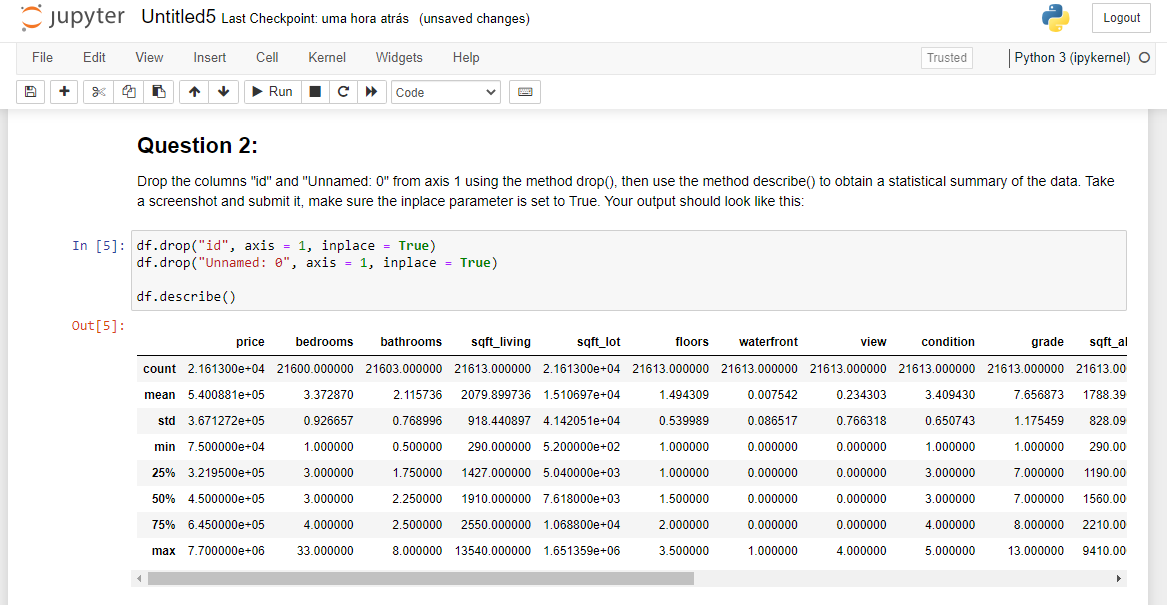 jupyter Untitled5 Last Checkpoint: uma hora atrás (unsaved changes)
Logout
File Edit View Insert Cell Kernel Widgets Help
Trusted
Python 3 (ipykernel)
Run
Code
Question 2:
Drop the columns "id" and "Unnamed: 0" from axis 1 using the method drop(), then use the method describe() to obtain a statistical summary of the data. Take
a screenshot and submit it, make sure the inplace parameter is set to True. Your output should look like this:
In [5]:
df.drop("id", axis = 1, inplace = True)
df.drop("Unnamed: 0", axis = 1, inplace = True)
df.describe()
Out[5]:
price bedrooms bathrooms sqft_living sqft_lot floors waterfront view condition grade sqft_al
count 2.161300e+04 21600.000000 21603.000000 21613.000000 2.161300e+04 21613.000000 21613.000000 21613.000000 21613.000000 21613.000000 21613.00
mean 5.400881e+05 3.372870 2.115736 2079.899736 1.510697e+04 1.494309 0.007542 0.234303 3.409430 7.656873 1788.39
std 3.671272e+05 0.926657 0.768996 918.440897 4.142051e+04 0.539989 0.086517 0.766318 0.650743 1.175459 828.09
min 7.500000e+04 1.000000 0.500000 290.000000 5.200000e+02 1.000000 0.000000 0.000000 1.000000 1.000000 290.00
25% 3.219500e+05 3.000000 1.750000 1427.000000 5.040000e+03 1.000000 0.000000 0.000000 3.000000 7.000000 1190.00
50% 4.500000e+05 3.000000 2.250000 1910.000000 7.618000e+03 1.500000 0.000000 0.000000 3.000000 7.000000 1560.00
75% 6.450000e+05 4.000000 2.500000 2550.000000 1.068800e+04 2.000000 0.000000 0.000000 4.000000 8.000000 2210.00
max 7.700000e+06 33.000000 8.000000 13540.000000 1.651359e+06 3.500000 1.000000 4.000000 5.000000 13.000000 9410.00